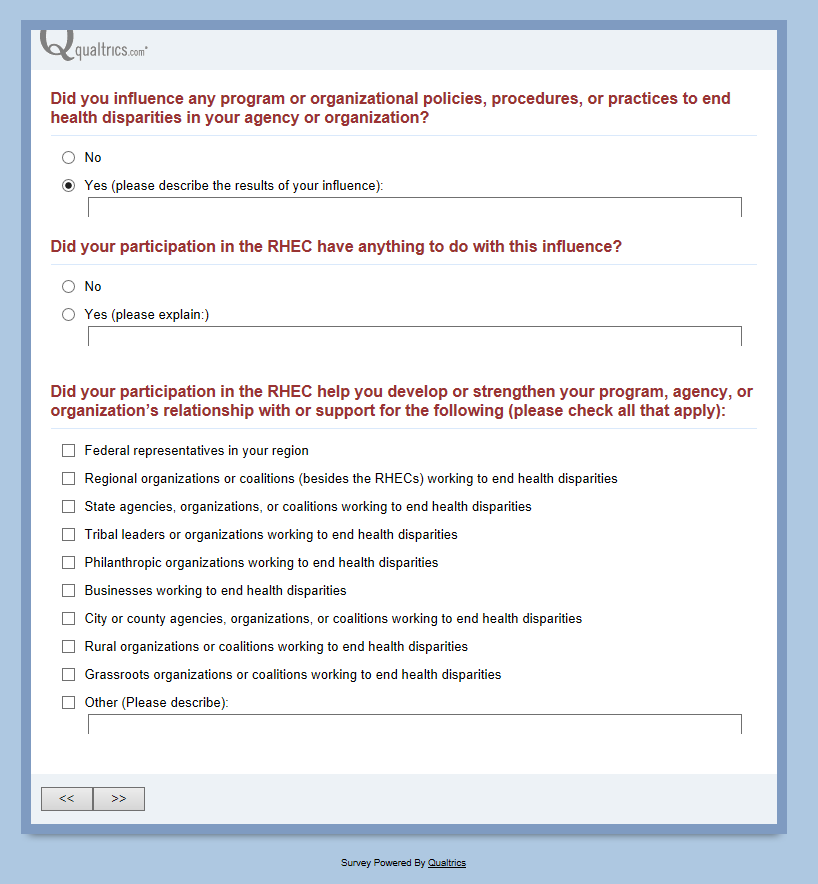 Qualtrics.com
Did you influence any program or organizational policies, procedures, or practices to end
health disparities in your agency or organization?
No
Yes (please describe the results of your influence):
Did your participation in the RHEC have anything to do with this influence?
No
Yes (please explain:)
Did your participation in the RHEC help you develop or strengthen your program, agency, or
organization’s relationship with or support for the following (please check all that apply):
Federal representatives in your region
Regional organizations or coalitions (besides the RHECs) working to end health disparities
State agencies, organizations, or coalitions working to end health disparities
Tribal leaders or organizations working to end health disparities
Philanthropic organizations working to end health disparities
Businesses working to end health disparities
City or county agencies, organizations, or coalitions working to end health disparities
Rural organizations or coalitions working to end health disparities
Grassroots organizations or coalitions working to end health disparities
Other (Please describe):
<< >>
Survey Powered By Qualtrics